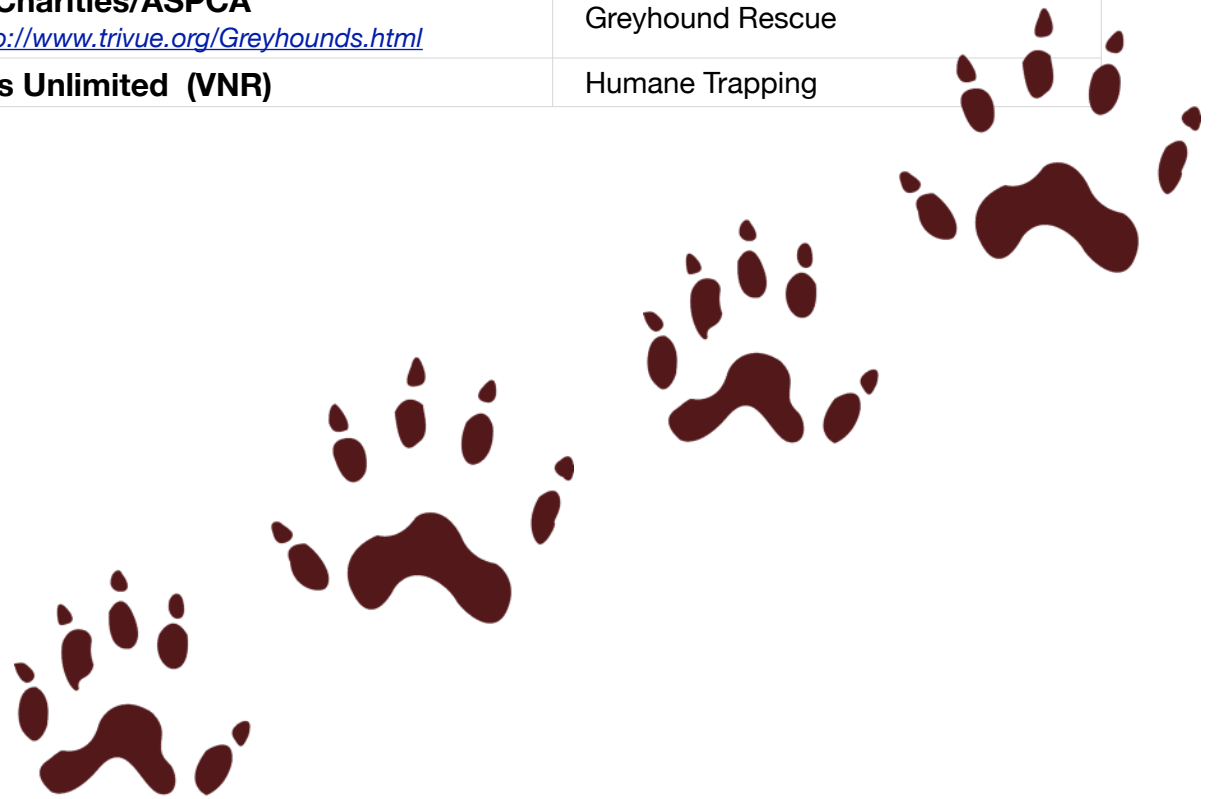 Charities/ASPCA
Greyhound Rescue
://www.trivue.org/Greyhounds.html
s Unlimited (VNR)
Humane Trapping